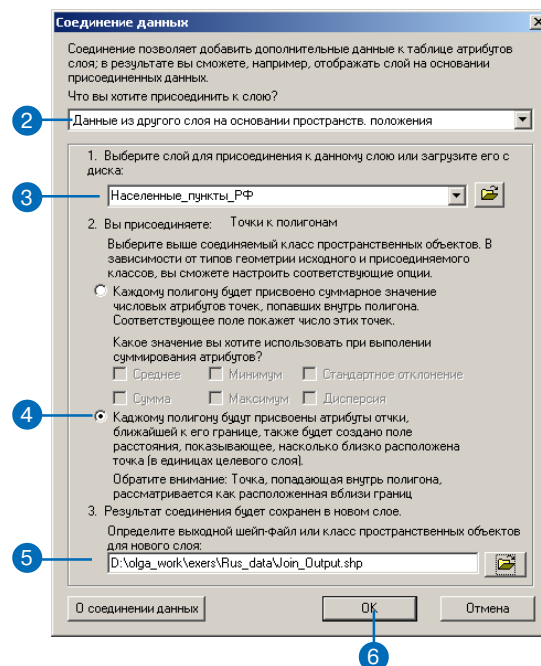 Соединение данных
Соединение позволяет добавить дополнительные данные к таблице атрибутов
слоя; в результате вы сможете, например, отображать слой на основании
присоединенных данных.
Что вы хотите присоединить к слою?
2
Данные из другого слоя на основании пространств. положения
1. Выберите слой для присоединения к данному слою или загрузите его с
диска:
3
Населенные_пункты_РФ
2. Вы присоединяете: Точки к полигонам
Выберите выше соединяемый класс пространственных объектов. В
зависимости от типов геометрии исходного и присоединяемого
классов, вы сможете настроить соответствующие опции.
Каждому полигону будет присвоено суммарное значение
числовых атрибутов точек, попавших внутрь полигона.
Соответствующее поле покажет число этих точек.
Какое значение вы хотите использовать при выполении
суммирования атрибутов?
Среднее Минимум Стандартное отклонение
Сумма Максимум Дисперсия
4
Каджому полигону будут присвоены атрибуты отчки,
ближайшей к его границе, также будет создано поле
расстояния, показывающее, насколько близко расположена
точка (в единицах целевого слоя).
Обратите внимание: Точка, попадающая внутрь полигона,
рассматривается как расположенная вблизи границ
3. Результат соединения будет сохранен в новом слое.
Определите выходной шейп-файл или класс пространственных объектов
для нового слоя:
5
D:\olga_work\exers\Rus_data\Join_Output.shp
О соединении данных OK Отмена
6